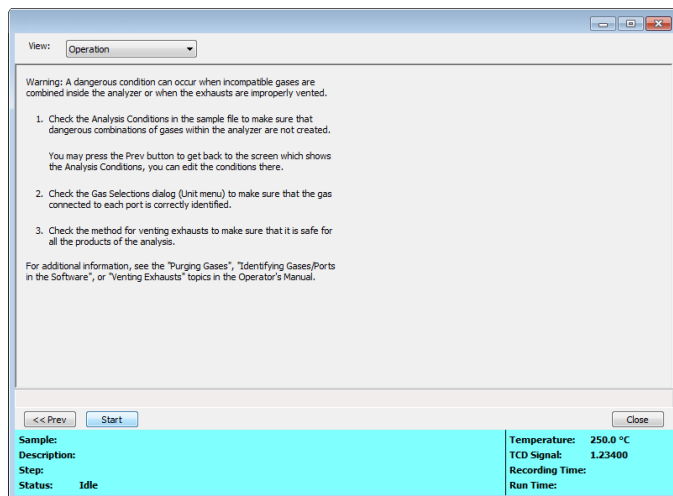 View: Operation
Warning: A dangerous condition can occur when incompatible gases are
combined inside the analyzer or when the exhausts are improperly vented.
1. Check the Analysis Conditions in the sample file to make sure that
dangerous combinations of gases within the analyzer are not created.
You may press the Prev button to get back to the screen which shows
the Analysis Conditions, you can edit the conditions there.
2. Check the Gas Selections dialog (Unit menu) to make sure that the gas
connected to each port is correctly identified.
3. Check the method for venting exhausts to make sure that it is safe for
all the products of the analysis.
For additional information, see the "Purging Gases", "Identifying Gases/Ports
in the Software", or "Venting Exhausts" topics in the Operator's Manual.
<< Prev Start Close
Sample: Temperature: 250.0 °C
Description: TCD Signal: 1.23400
Step: Recording Time:
Status: Idle Run Time: